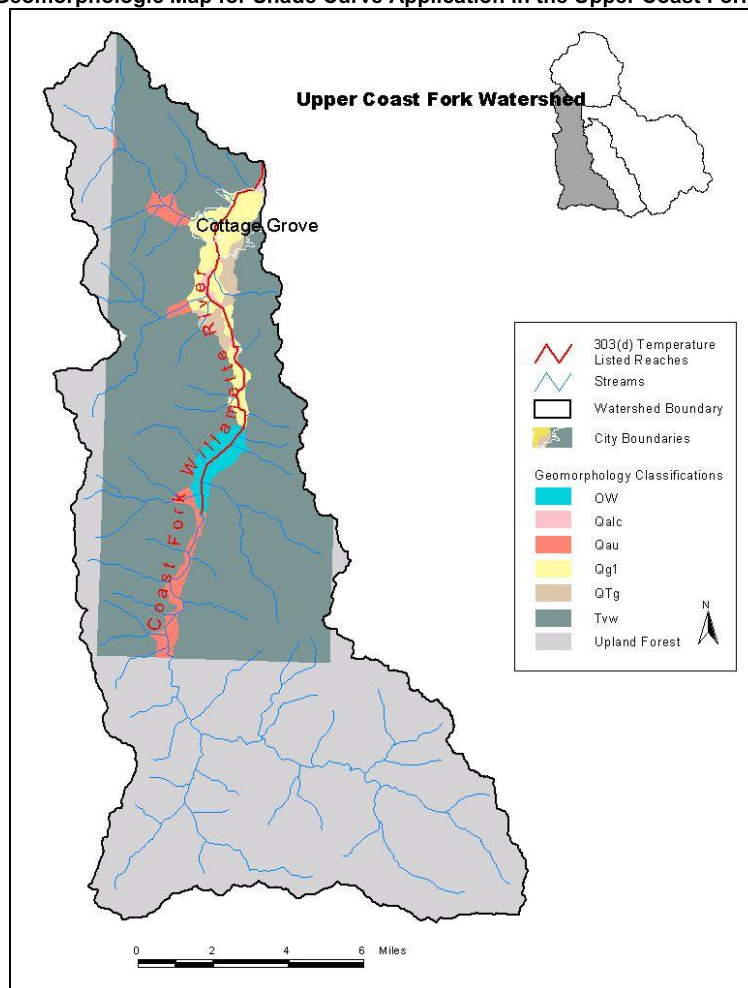 Geomorphologic Map for Shade Curve Application in the Upper Coast For
Upper Coast Fork Watershed
Cottage Grove
Coast Fork Willamette River
303(d) Temperature
Listed Reaches
Streams
Watershed Boundary
City Boundaries
Geomorphology Classifications
OW
Qalc
Qau
Qg1
QTg
Tvw
Upland Forest
N
0 2 4 6 Miles